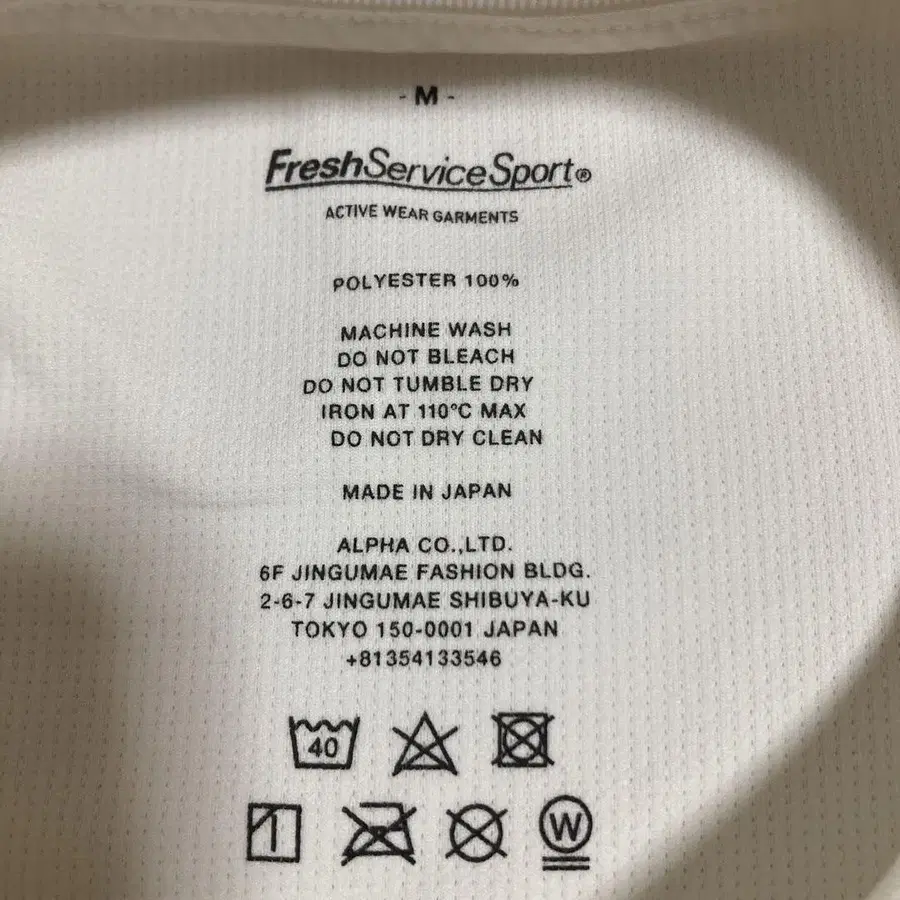 - M -
FreshServiceSport®
ACTIVE WEAR GARMENTS
POLYESTER 100%
MACHINE WASH
DO NOT BLEACH
DO NOT TUMBLE DRY
IRON AT 110°C MAX
DO NOT DRY CLEAN
MADE IN JAPAN
ALPHA CO.,LTD.
6F JINGUMAE FASHION BLDG.
2-6-7 JINGUMAE SHIBUYA-KU
TOKYO 150-0001 JAPAN
+81354133546
40
W